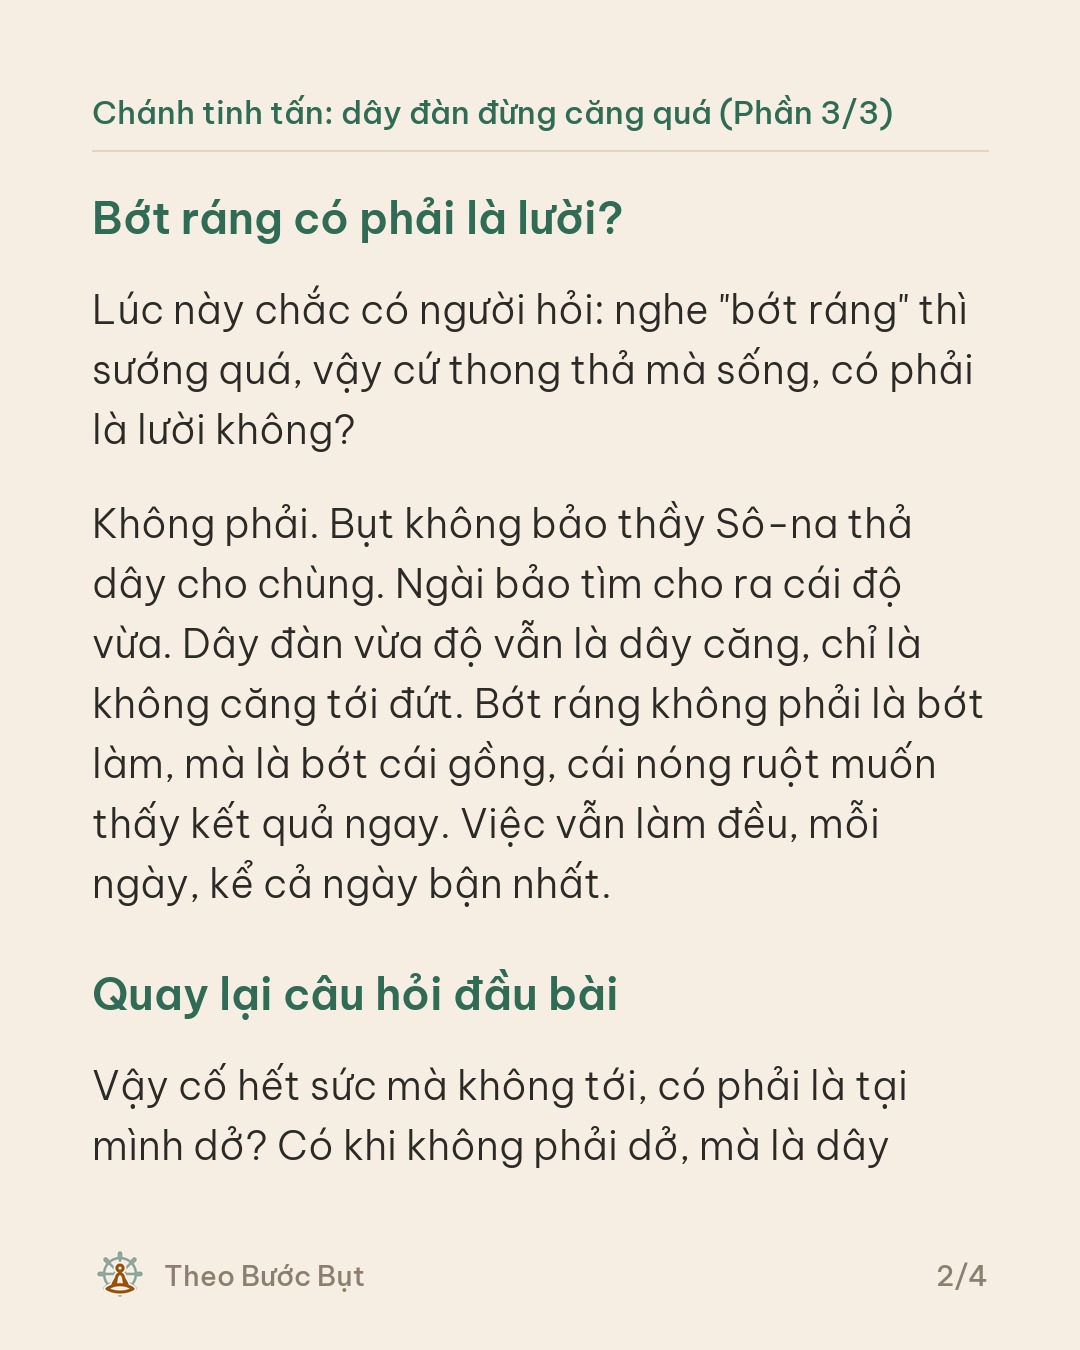 Chánh tinh tấn: dây đàn đừng căng quá (Phần 3/3)
Bớt ráng có phải là lười?
Lúc này chắc có người hỏi: nghe "bớt ráng" thì
sướng quá, vậy cứ thong thả mà sống, có phải
là lười không?
Không phải. Bụt không bảo thầy Sô-na thả
dây cho chùng. Ngài bảo tìm cho ra cái độ
vừa. Dây đàn vừa độ vẫn là dây căng, chỉ là
không căng tới đứt. Bớt ráng không phải là bớt
làm, mà là bớt cái gồng, cái nóng ruột muốn
thấy kết quả ngay. Việc vẫn làm đều, mỗi
ngày, kể cả ngày bận nhất.
Quay lại câu hỏi đầu bài
Vậy cố hết sức mà không tới, có phải là tại
mình dở? Có khi không phải dở, mà là dây
Theo Bước Bụt
2/4